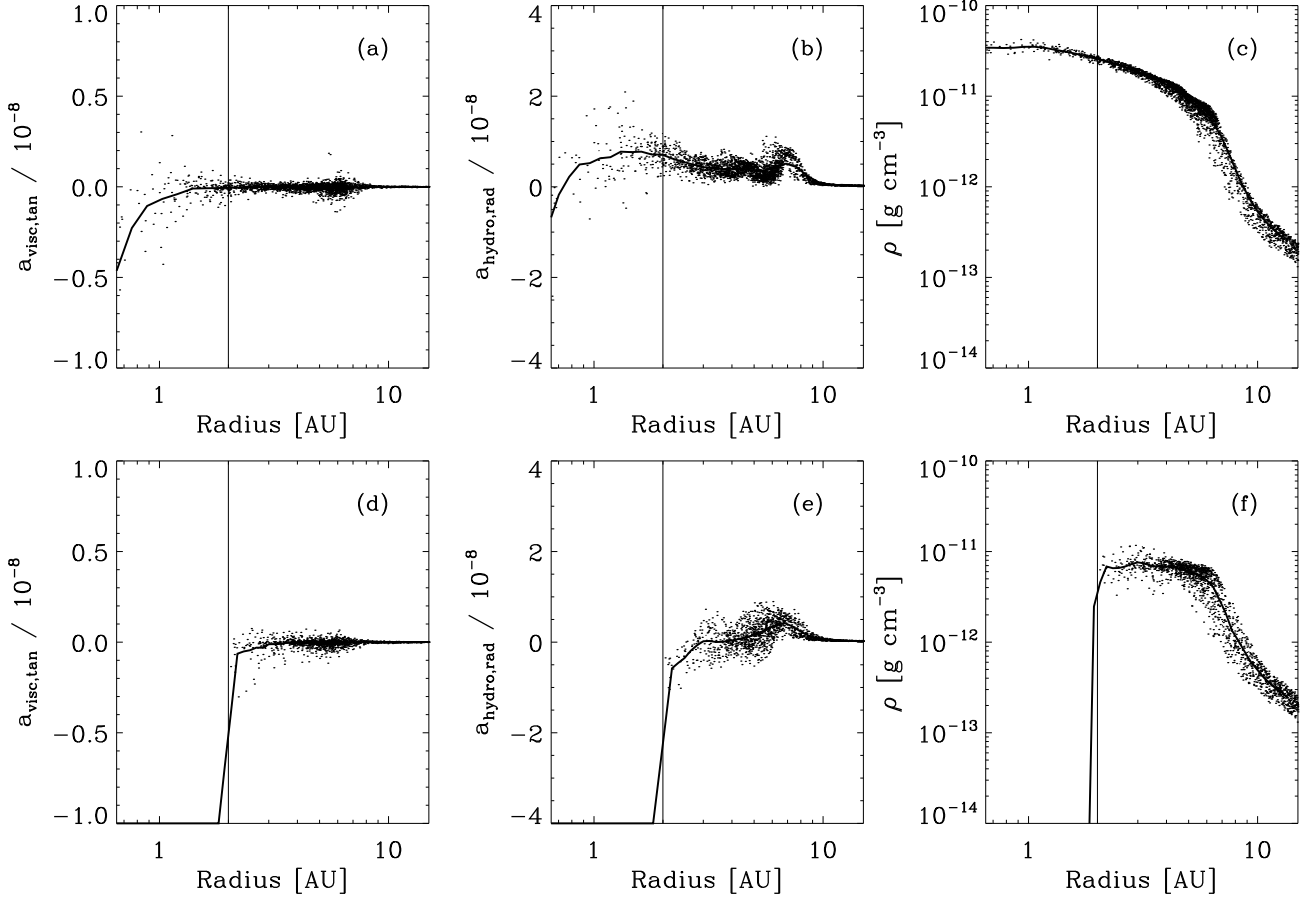 (a)
1.0
0.5
0.0
−0.5
−1.0
a_visc,tan / 10⁻⁸
1 10
Radius [AU]
(b)
4
2
0
−2
−4
a_hydro,rad / 10⁻⁸
1 10
Radius [AU]
(c)
10⁻¹⁰
10⁻¹¹
10⁻¹²
10⁻¹³
10⁻¹⁴
ρ [g cm⁻³]
1 10
Radius [AU]
(d)
1.0
0.5
0.0
−0.5
−1.0
a_visc,tan / 10⁻⁸
1 10
Radius [AU]
(e)
4
2
0
−2
−4
a_hydro,rad / 10⁻⁸
1 10
Radius [AU]
(f)
10⁻¹⁰
10⁻¹¹
10⁻¹²
10⁻¹³
10⁻¹⁴
ρ [g cm⁻³]
1 10
Radius [AU]